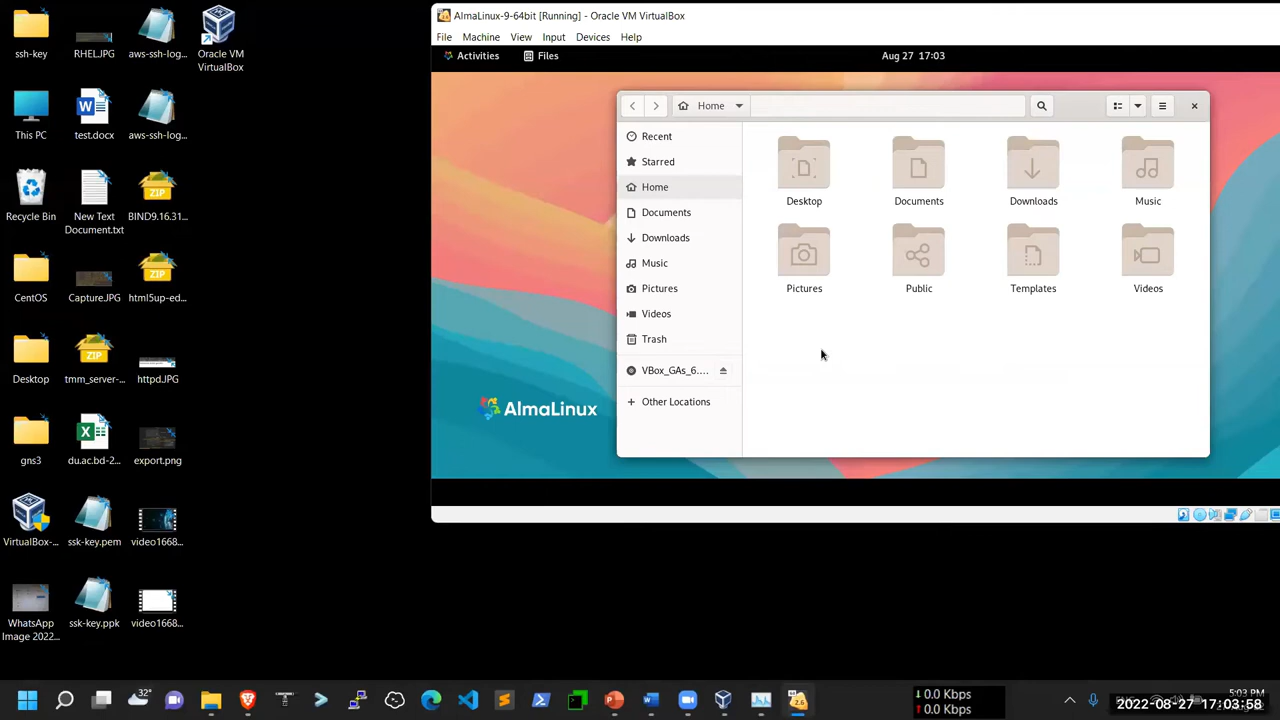 ssh-key
RHEL.JPG
aws-ssh-log...
Oracle VM
VirtualBox
This PC
test.docx
aws-ssh-log...
Recycle Bin
New Text
Document.txt
BIND9.16.31...
CentOS
Capture.JPG
html5up-ed...
Desktop
tmm_server-...
httpd.JPG
gns3
du.ac.bd-2...
export.png
VirtualBox-...
ssk-key.pem
video1668...
WhatsApp
Image 2022...
ssk-key.ppk
video1668...
AlmaLinux-9-64bit [Running] - Oracle VM VirtualBox
File Machine View Input Devices Help
Activities Files Aug 27 17:03
Home
Recent
Starred
Home
Documents
Downloads
Music
Pictures
Videos
Trash
VBox_GAs_6....
Other Locations
Desktop Documents Downloads Music
Pictures Public Templates Videos
AlmaLinux
32°
0.0 Kbps
0.0 Kbps
5:03 PM
2022-08-27 17:03:58